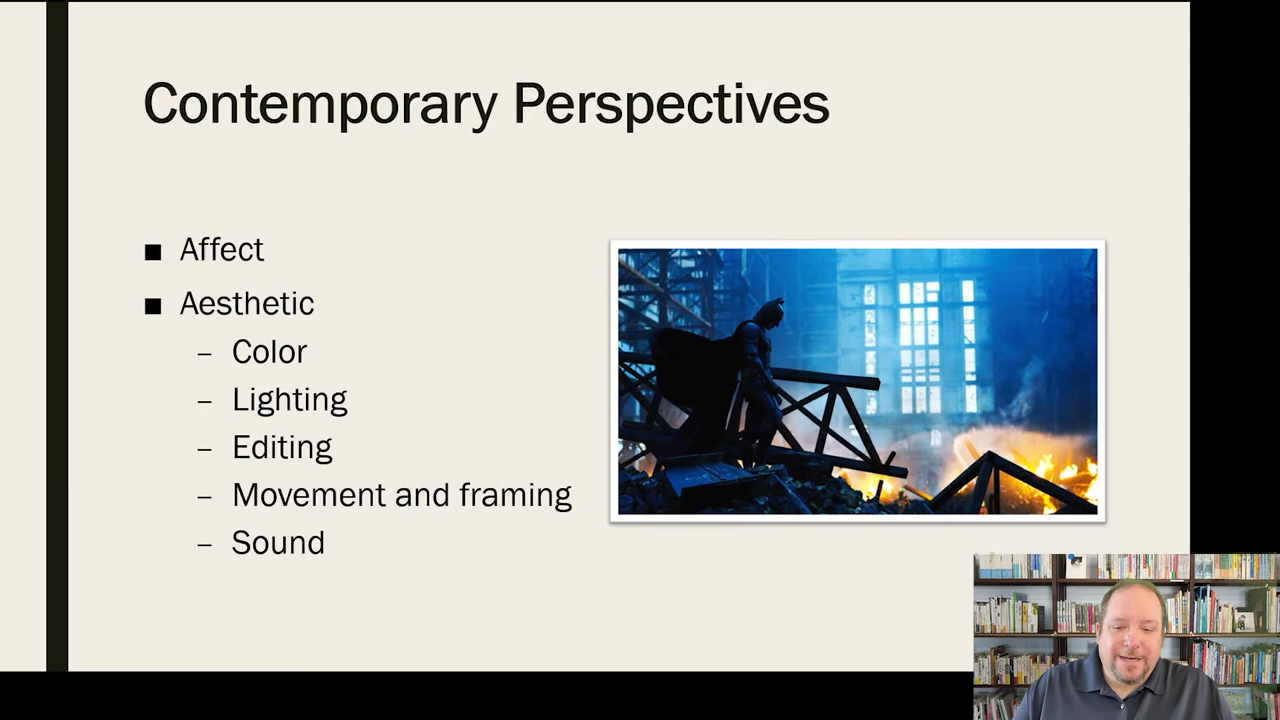 Contemporary Perspectives
■ Affect
■ Aesthetic
– Color
– Lighting
– Editing
– Movement and framing
– Sound